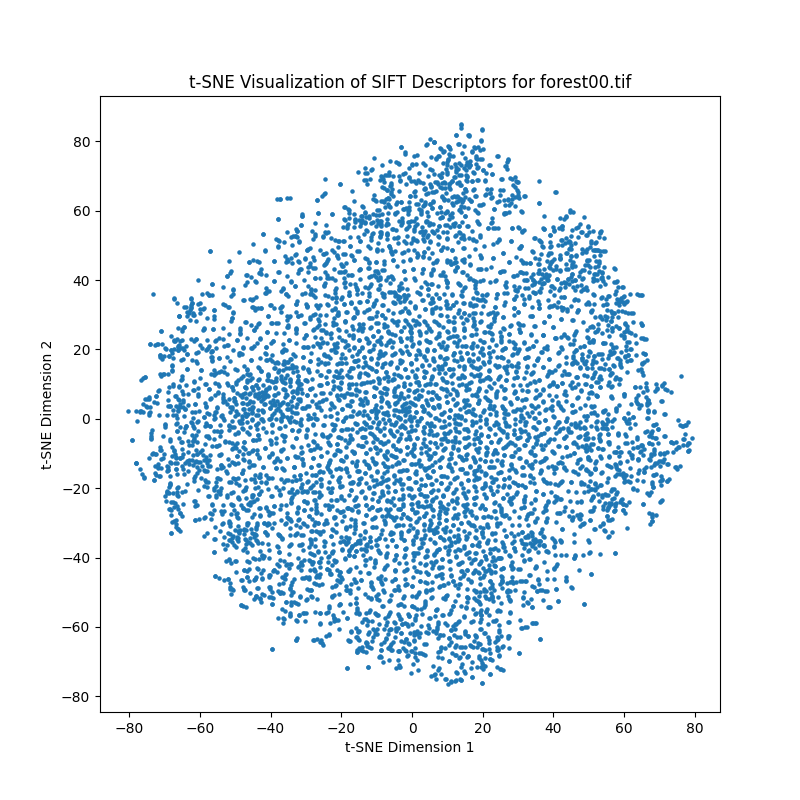 t-SNE Visualization of SIFT Descriptors for forest00.tif
80
60
40
20
0
−20
−40
−60
−80
t-SNE Dimension 2
−80 −60 −40 −20 0 20 40 60 80
t-SNE Dimension 1